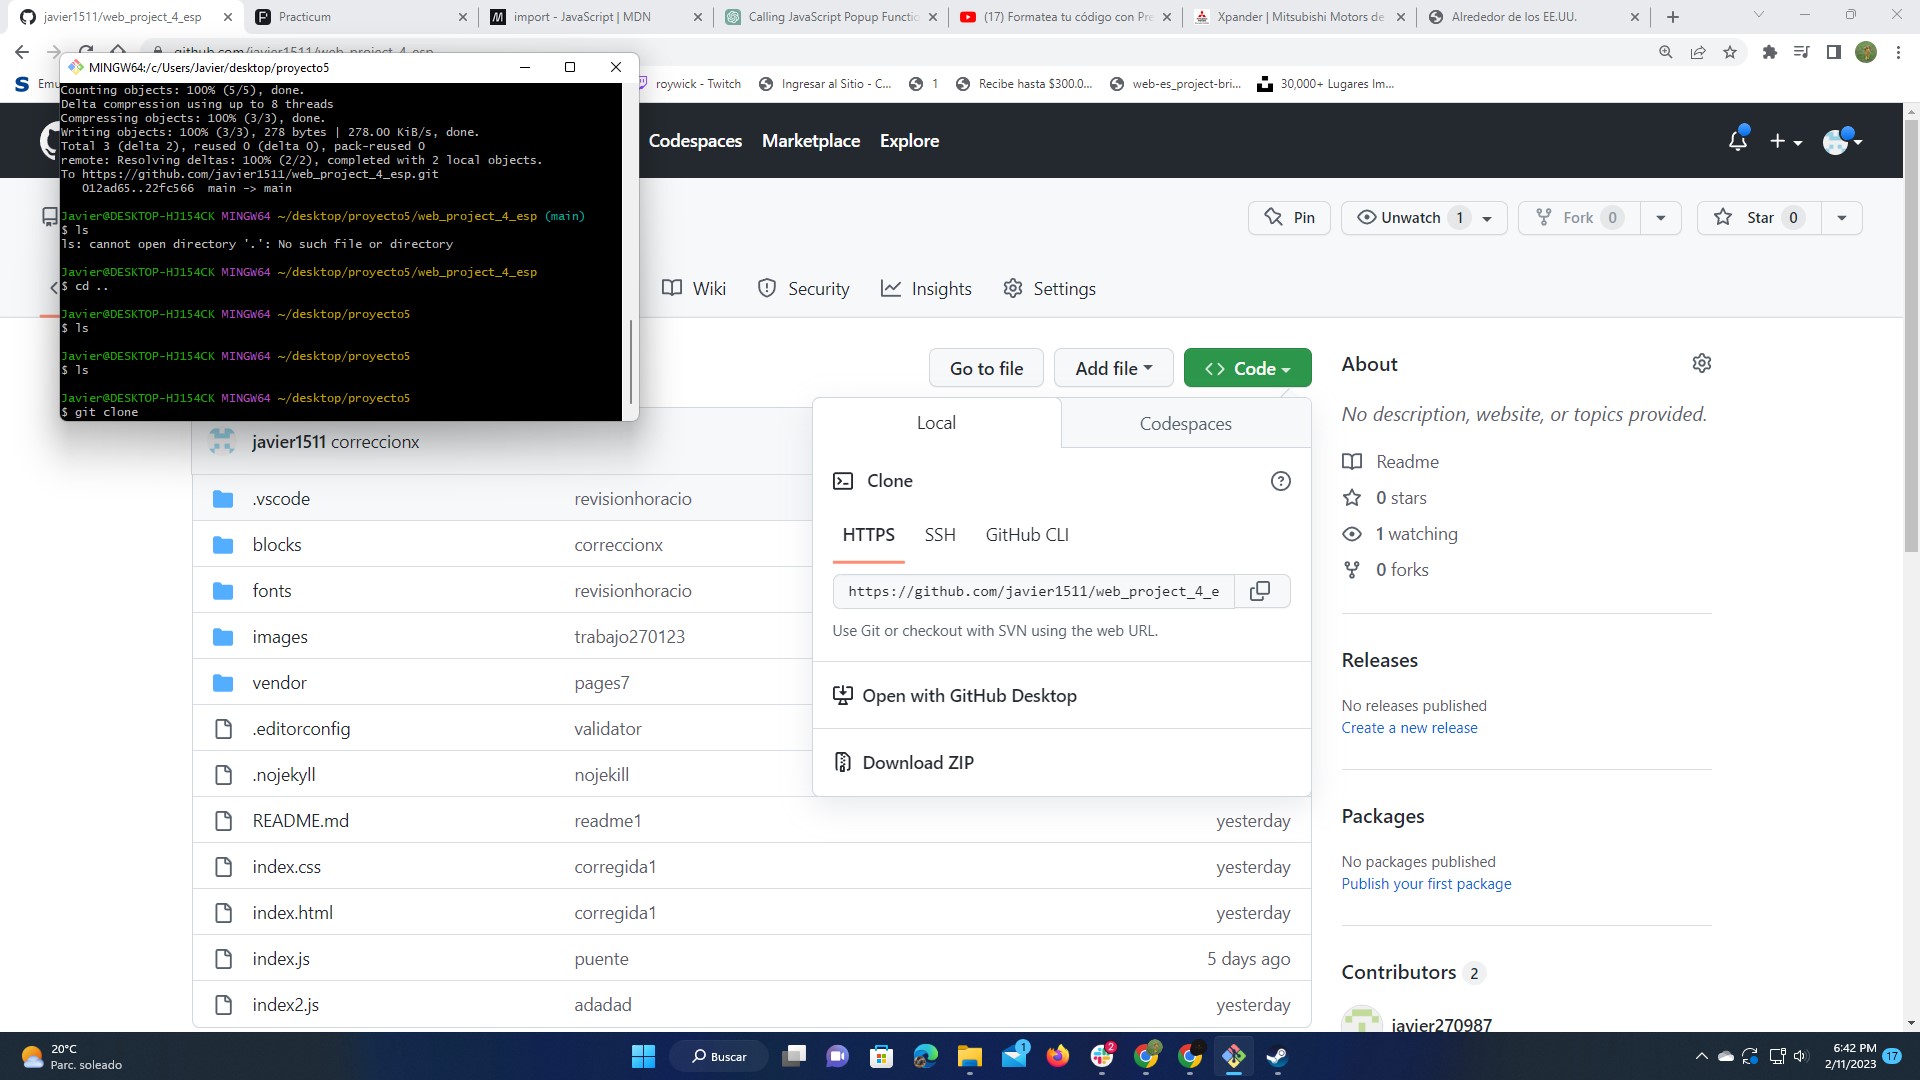 javier1511/web_project_4_esp
Practicum
import - JavaScript | MDN
Calling JavaScript Popup Functio
(17) Formatea tu código con Pre
Xpander | Mitsubishi Motors de
Alrededor de los EE.UU.
MINGW64:/c/Users/Javier/desktop/proyecto5
roywick - Twitch
Ingresar al Sitio - C...
1
Recibe hasta $300.0...
web-es_project-bri...
30,000+ Lugares Im...
Counting objects: 100% (5/5), done.
Delta compression using up to 8 threads
Compressing objects: 100% (3/3), done.
Writing objects: 100% (3/3), 278 bytes | 278.00 KiB/s, done.
Total 3 (delta 2), reused 0 (delta 0), pack-reused 0
remote: Resolving deltas: 100% (2/2), completed with 2 local objects.
To https://github.com/javier1511/web_project_4_esp.git
012ad65..22fc566 main -> main
Javier@DESKTOP-HJ154CK MINGW64 ~/desktop/proyecto5/web_project_4_esp (main)
$ ls
ls: cannot open directory '.': No such file or directory
Javier@DESKTOP-HJ154CK MINGW64 ~/desktop/proyecto5/web_project_4_esp
$ cd ..
Javier@DESKTOP-HJ154CK MINGW64 ~/desktop/proyecto5
$ ls
Javier@DESKTOP-HJ154CK MINGW64 ~/desktop/proyecto5
$ ls
Javier@DESKTOP-HJ154CK MINGW64 ~/desktop/proyecto5
$ git clone
Codespaces Marketplace Explore
Pin
Unwatch 1
Fork 0
Star 0
Wiki
Security
Insights
Settings
Go to file
Add file
Code
Local
Codespaces
Clone
HTTPS
SSH
GitHub CLI
https://github.com/javier1511/web_project_4_e
Use Git or checkout with SVN using the web URL.
Open with GitHub Desktop
Download ZIP
javier1511 correccionx
.vscode revisionhoracio
blocks correccionx
fonts revisionhoracio
images trabajo270123
vendor pages7
.editorconfig validator
.nojekyll nojekill
README.md readme1 yesterday
index.css corregida1 yesterday
index.html corregida1 yesterday
index.js puente 5 days ago
index2.js adadad yesterday
About
No description, website, or topics provided.
Readme
0 stars
1 watching
0 forks
Releases
No releases published
Create a new release
Packages
No packages published
Publish your first package
Contributors 2
javier270987
20°C
Parc. soleado
Buscar
1
2
6:42 PM
2/11/2023
17